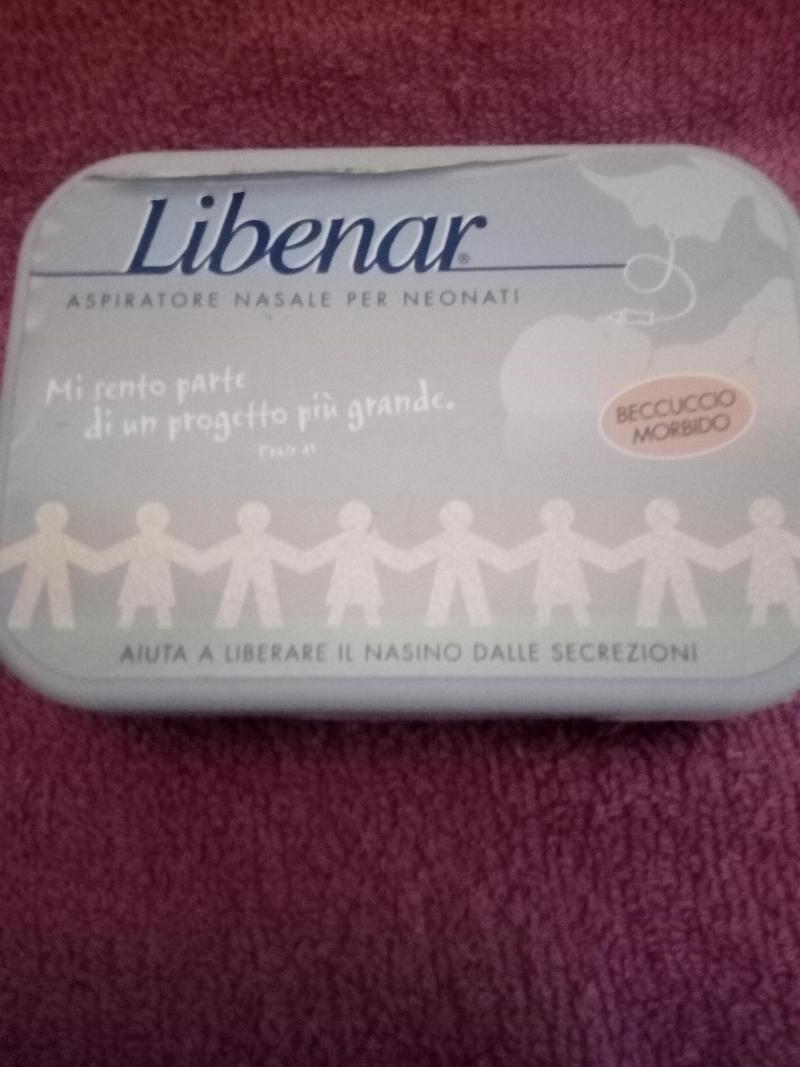 Libenar®
ASPIRATORE NASALE PER NEONATI
Mi sento parte
di un progetto più grande.
BECCUCCIO
MORBIDO
AIUTA A LIBERARE IL NASINO DALLE SECREZIONI